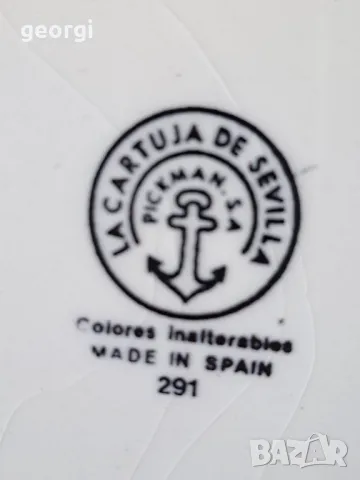 georgi
LA CARTUJA DE SEVILLA
PICKMAN, S.A
Colores inalterables
MADE IN SPAIN
291
BAZAR